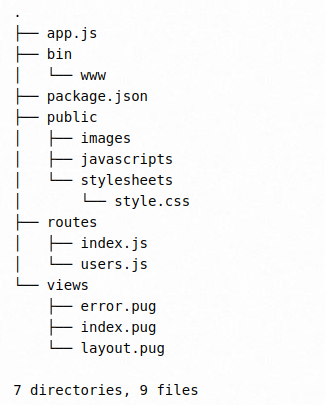 .
├── app.js
├── bin
│   └── www
├── package.json
├── public
│   ├── images
│   ├── javascripts
│   └── stylesheets
│       └── style.css
├── routes
│   ├── index.js
│   └── users.js
└── views
    ├── error.pug
    ├── index.pug
    └── layout.pug

7 directories, 9 files